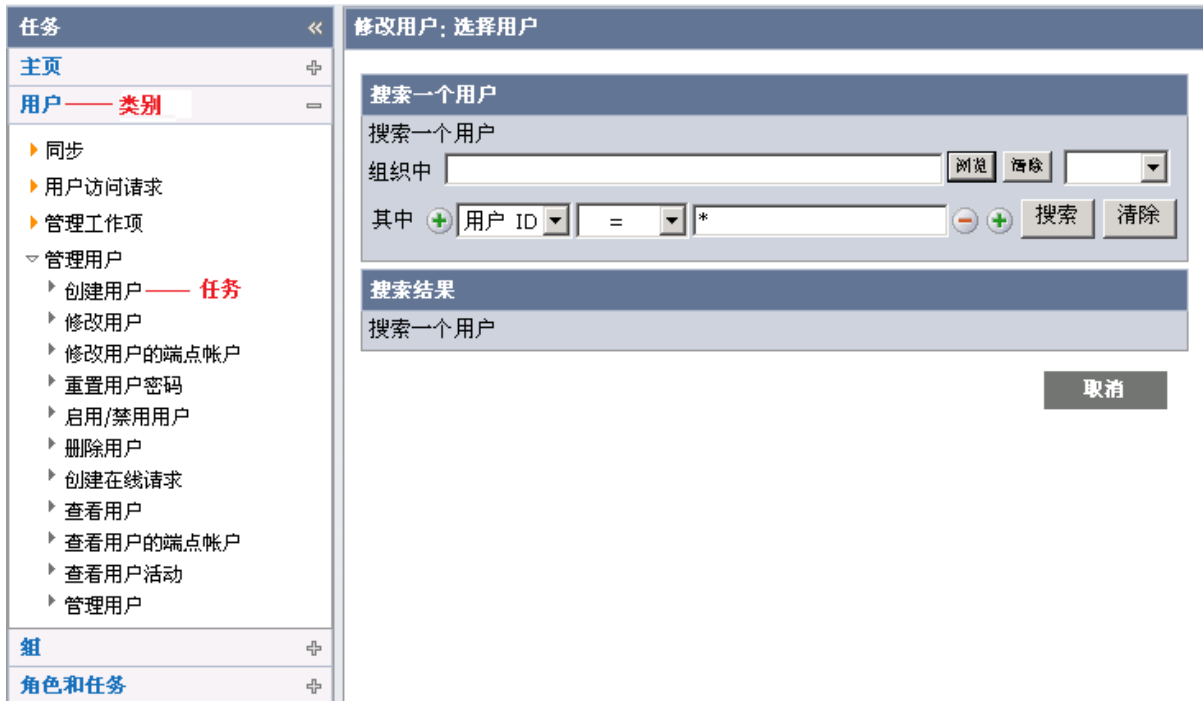 任务 «
主页
用户 —— 类别
同步
用户访问请求
管理工作项
管理用户
创建用户 —— 任务
修改用户
修改用户的端点帐户
重置用户密码
启用/禁用用户
删除用户
创建在线请求
查看用户
查看用户的端点帐户
查看用户活动
管理用户
组
角色和任务
修改用户: 选择用户
搜索一个用户
搜索一个用户
组织中 浏览 清除
其中 用户 ID = * 搜索 清除
搜索结果
搜索一个用户
取消